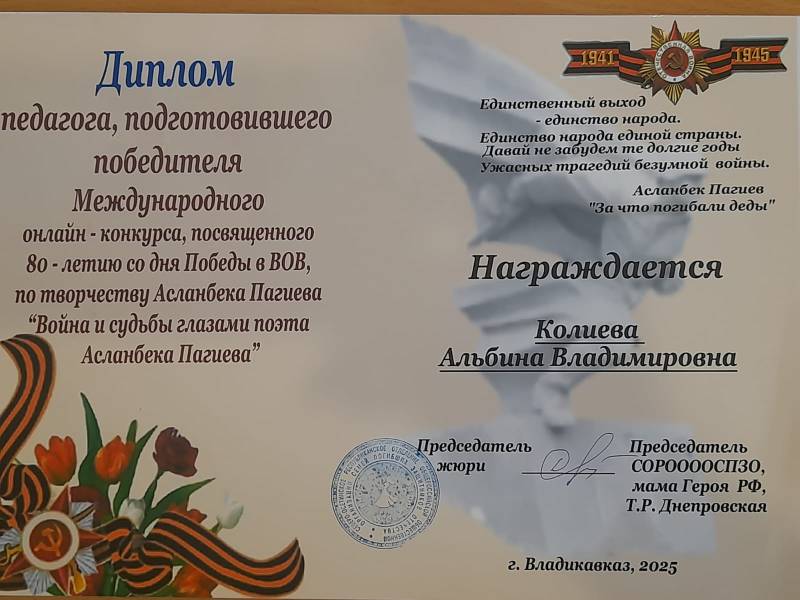 Диплом
педагога, подготовившего
победителя
Международного
онлайн - конкурса, посвященного
80 - летию со дня Победы в ВОВ,
по творчеству Асланбека Пагиева
“Война и судьбы глазами поэта
Асланбека Пагиева”
1941
1945
Единственный выход
- единство народа.
Единство народа единой страны.
Давай не забудем те долгие годы
Ужасных трагедий безумной войны.
Асланбек Пагиев
"За что погибали деды"
Награждается
Колиева
Альбина Владимировна
Председатель
жюри
Председатель
СОРОООOСПЗО,
мама Героя РФ,
Т.Р. Днепровская
г. Владикавказ, 2025